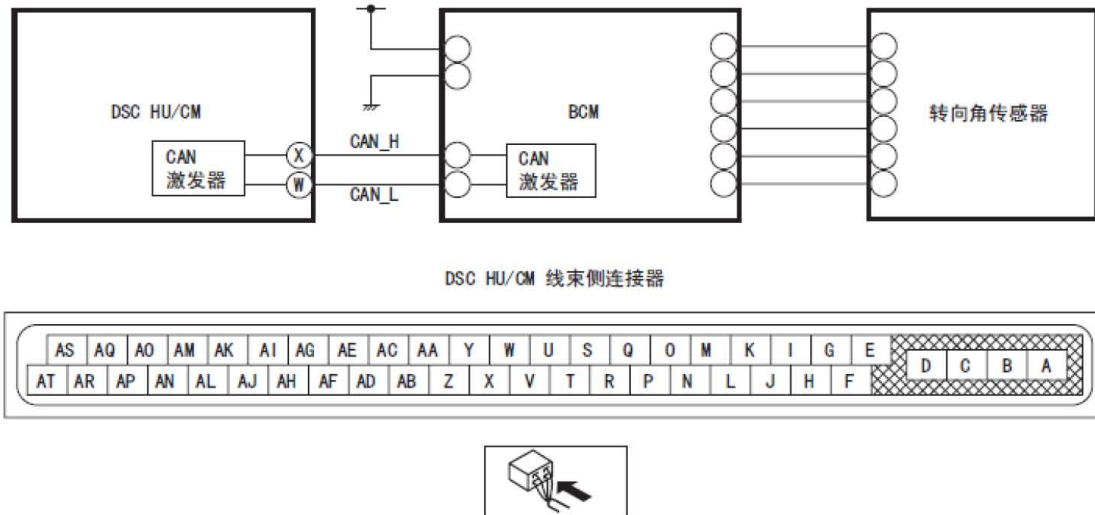 DSC HU/CM
BCM
转向角传感器
CAN
激发器
X
W
CAN_H
CAN_L
CAN
激发器
DSC HU/CM 线束侧连接器
AS AQ AO AM AK AI AG AE AC AA Y W U S Q O M K I G E
D C B A
AT AR AP AN AL AJ AH AF AD AB Z X V T R P N L J H F